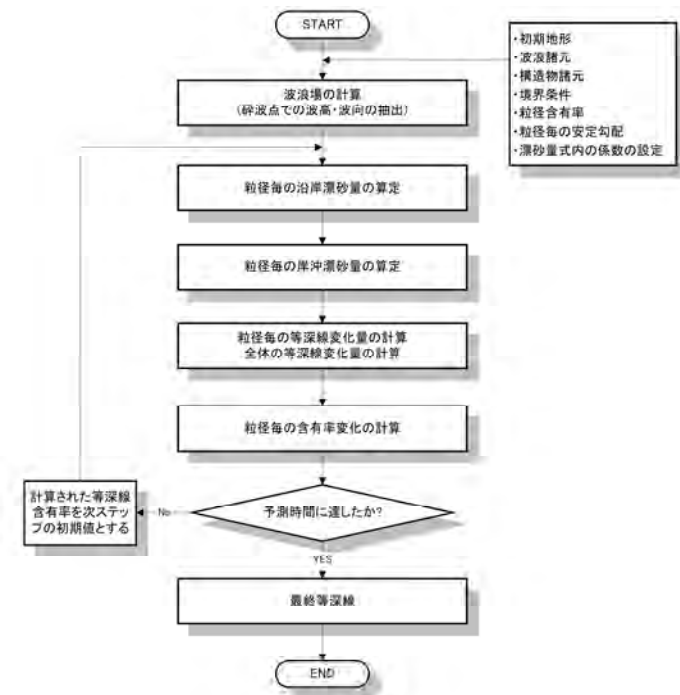 START
・初期地形
・波浪諸元
・構造物諸元
・境界条件
・粒径含有率
・粒径毎の安定勾配
・漂砂量式内の係数の設定
波浪場の計算
(砕波点での波高・波向の抽出)
粒径毎の沿岸漂砂量の算定
粒径毎の岸沖漂砂量の算定
粒径毎の等深線変化量の計算
全体の等深線変化量の計算
粒径毎の含有率変化の計算
予測時間に達したか?
No
計算された等深線
含有率を次ステッ
プの初期値とする
YES
最終等深線
END